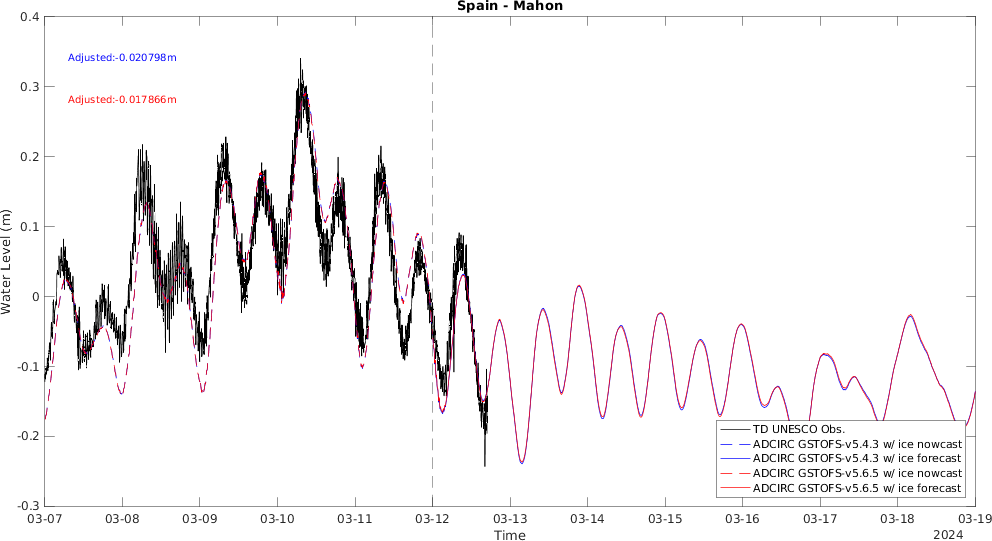 Spain - Mahon
Adjusted:-0.020798m
Adjusted:-0.017866m
Water Level (m)
0.4
0.3
0.2
0.1
0
-0.1
-0.2
-0.3
TD UNESCO Obs.
ADCIRC GSTOFS-v5.4.3 w/ ice nowcast
ADCIRC GSTOFS-v5.4.3 w/ ice forecast
ADCIRC GSTOFS-v5.6.5 w/ ice nowcast
ADCIRC GSTOFS-v5.6.5 w/ ice forecast
03-07 03-08 03-09 03-10 03-11 03-12 03-13 03-14 03-15 03-16 03-17 03-18 03-19
Time
2024